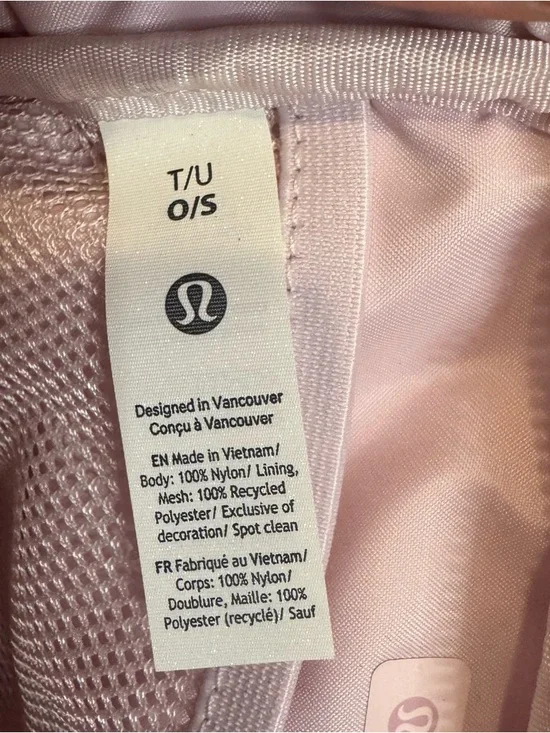 T/U
O/S
Designed in Vancouver
Conçu à Vancouver
EN Made in Vietnam/
Body: 100% Nylon/ Lining,
Mesh: 100% Recycled
Polyester/ Exclusive of
decoration/ Spot clean
FR Fabriqué au Vietnam/
Corps: 100% Nylon/
Doublure, Maille: 100%
Polyester (recyclé)/ Sauf